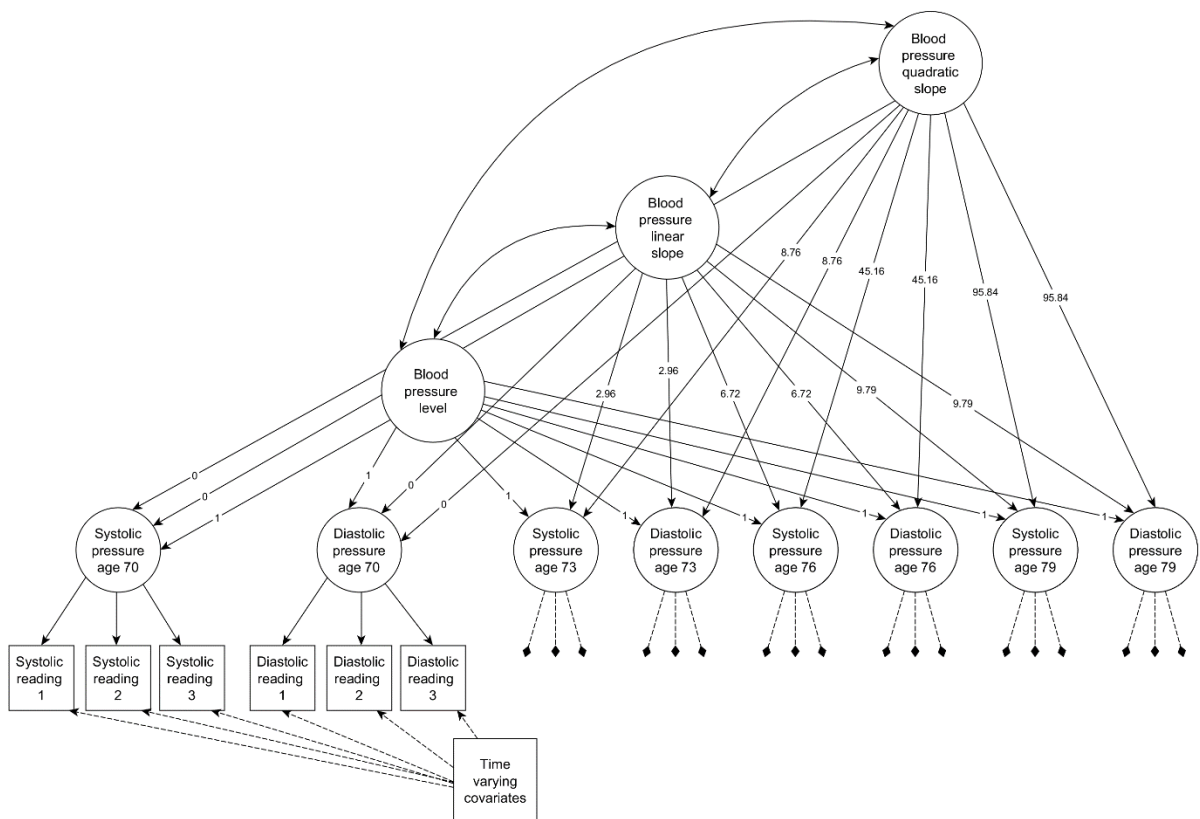 Blood
pressure
quadratic
slope
Blood
pressure
linear
slope
8.76
8.76
45.16
45.16
95.84
95.84
Blood
pressure
level
2.96
2.96
6.72
6.72
9.79
9.79
0
0
1
1
0
0
1
1
1
1
1
1
Systolic
pressure
age 70
Diastolic
pressure
age 70
Systolic
pressure
age 73
Diastolic
pressure
age 73
Systolic
pressure
age 76
Diastolic
pressure
age 76
Systolic
pressure
age 79
Diastolic
pressure
age 79
Systolic
reading
1
Systolic
reading
2
Systolic
reading
3
Diastolic
reading
1
Diastolic
reading
2
Diastolic
reading
3
Time
varying
covariates